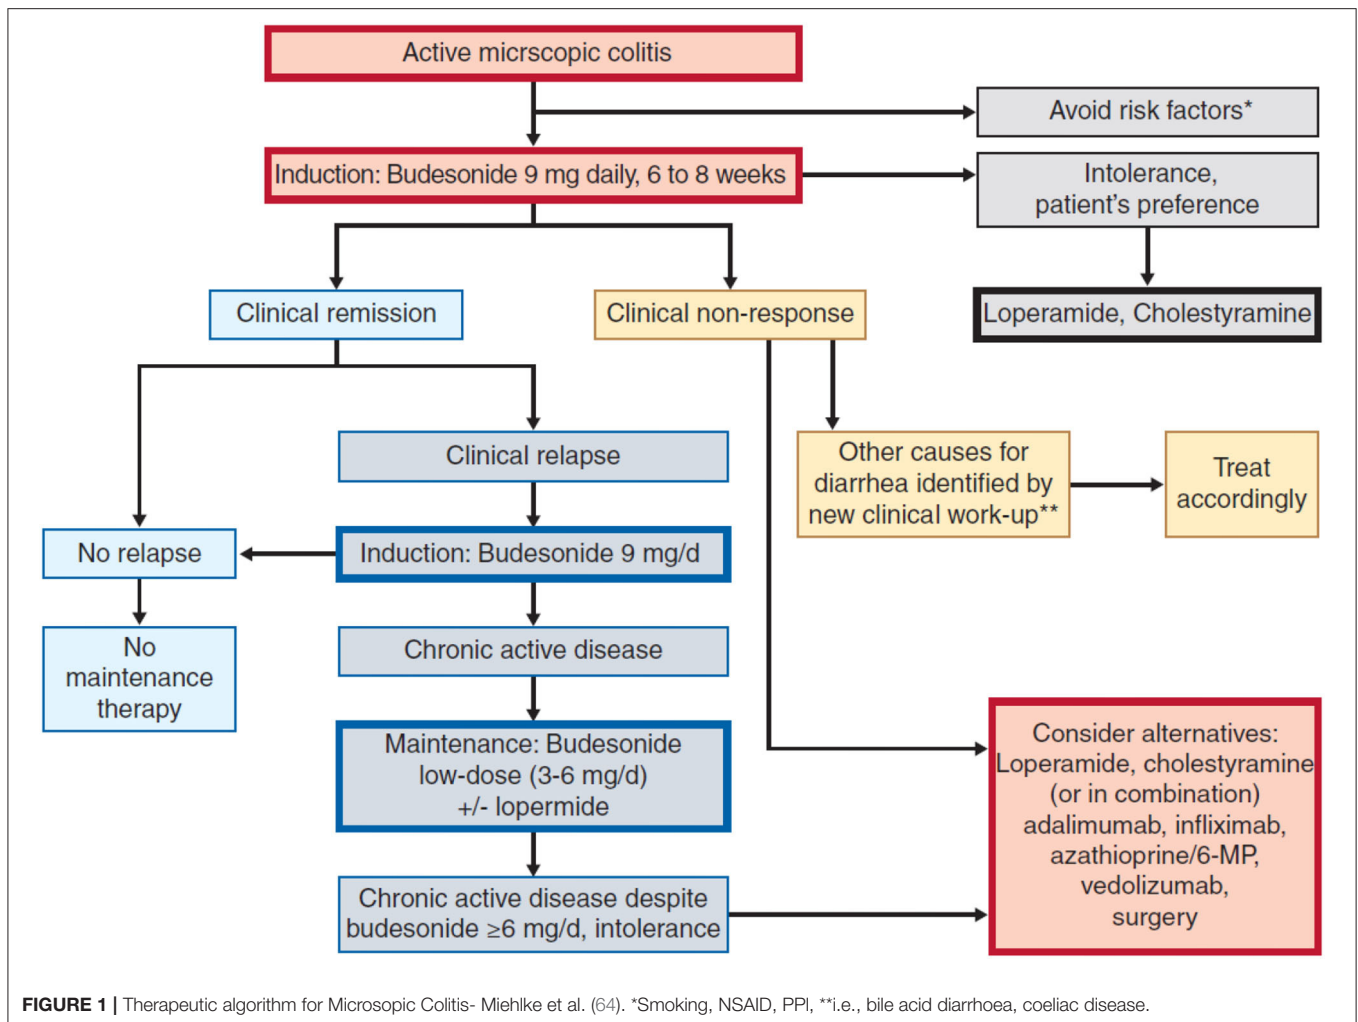 Active micrscopic colitis
Avoid risk factors*
Induction: Budesonide 9 mg daily, 6 to 8 weeks
Intolerance,
patient's preference
Clinical remission
Clinical non-response
Loperamide, Cholestyramine
Clinical relapse
Other causes for
diarrhea identified by
new clinical work-up**
Treat
accordingly
No relapse
Induction: Budesonide 9 mg/d
No
maintenance
therapy
Chronic active disease
Maintenance: Budesonide
low-dose (3-6 mg/d)
+/- lopermide
Consider alternatives:
Loperamide, cholestyramine
(or in combination)
adalimumab, infliximab,
azathioprine/6-MP,
vedolizumab,
surgery
Chronic active disease despite
budesonide ≥6 mg/d, intolerance
FIGURE 1 | Therapeutic algorithm for Microsopic Colitis- Miehlke et al. (64). *Smoking, NSAID, PPI, **i.e., bile acid diarrhoea, coeliac disease.